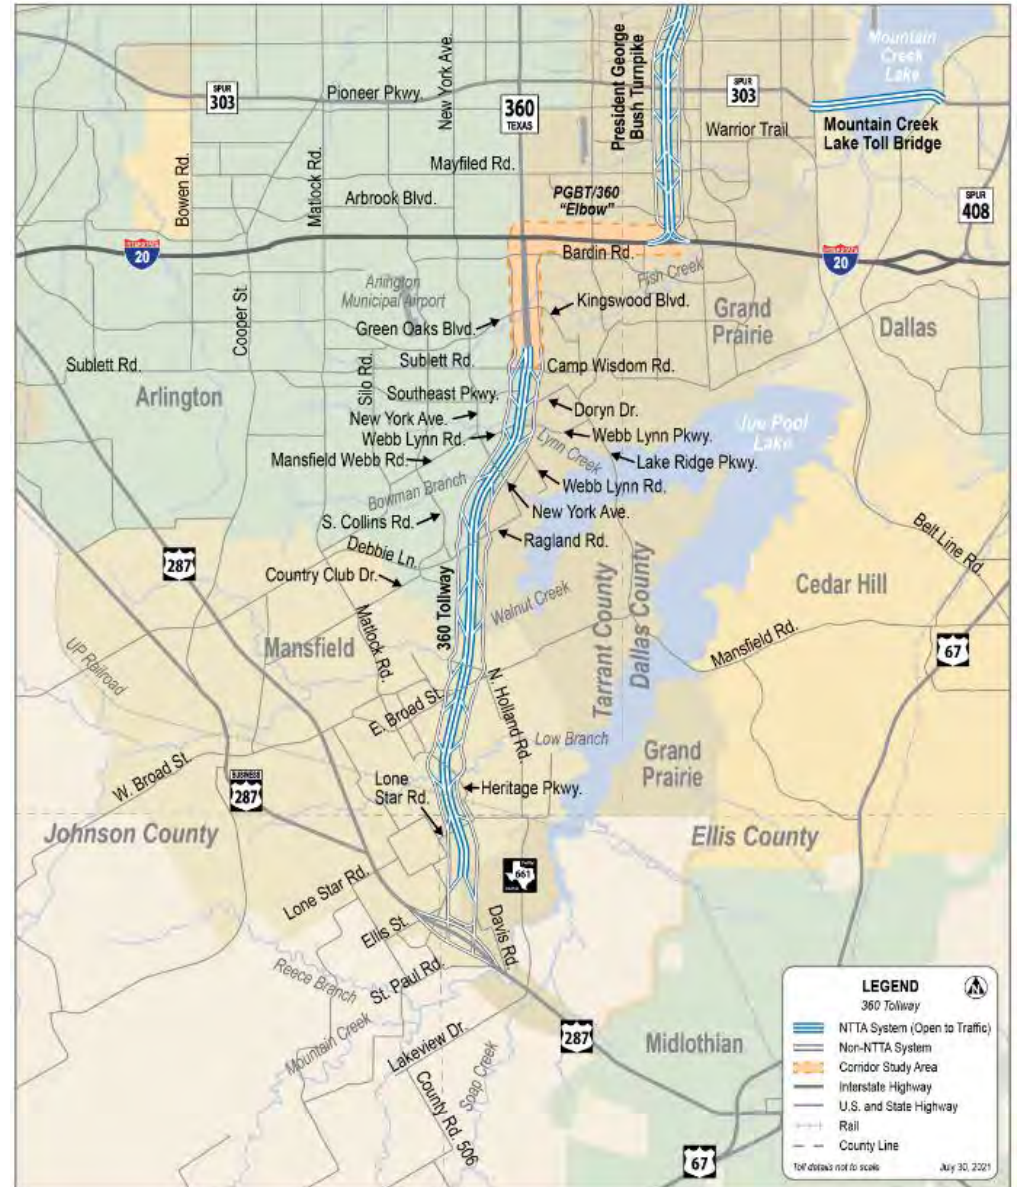 Mountain
Creek
Lake
New York Ave.
President George
Bush Turnpike
SPUR
303
Pioneer Pkwy.
360
TEXAS
SPUR
303
Warrior Trail
Mountain Creek
Lake Toll Bridge
Bowen Rd.
Matlock Rd.
Mayfiled Rd.
Arbrook Blvd.
PGBT/360
"Elbow"
SPUR
408
20
Bardin Rd.
20
Fish Creek
Arlington
Municipal Airport
Kingswood Blvd.
Grand
Prairie
Dallas
Cooper St.
Green Oaks Blvd.
Sublett Rd.
Silo Rd.
Sublett Rd.
Camp Wisdom Rd.
Arlington
Southeast Pkwy.
Doryn Dr.
New York Ave.
Joe Pool
Lake
Webb Lynn Rd.
Lynn Creek
Webb Lynn Pkwy.
Mansfield Webb Rd.
Lake Ridge Pkwy.
Bowman Branch
Webb Lynn Rd.
New York Ave.
S. Collins Rd.
Ragland Rd.
Belt Line Rd.
Debbie Ln.
287
Country Club Dr.
360 Tollway
Walnut Creek
Tarrant County
Dallas County
Cedar Hill
Mansfield
Matlock Rd.
Mansfield Rd.
67
UP Railroad
E. Broad St.
N. Holland Rd.
Low Branch
Grand
Prairie
W. Broad St.
BUSINESS
287
Lone
Star Rd.
Heritage Pkwy.
Johnson County
Ellis County
661
Lone Star Rd.
Ellis St.
Davis Rd.
St. Paul Rd.
Reece Branch
Mountain Creek
Lakeview Dr.
287
Midlothian
Soap Creek
County Rd. 506
67
LEGEND
N
360 Tollway
NTTA System (Open to Traffic)
Non-NTTA System
Corridor Study Area
Interstate Highway
U.S. and State Highway
Rail
County Line
Toll details not to scale
July 30, 2021